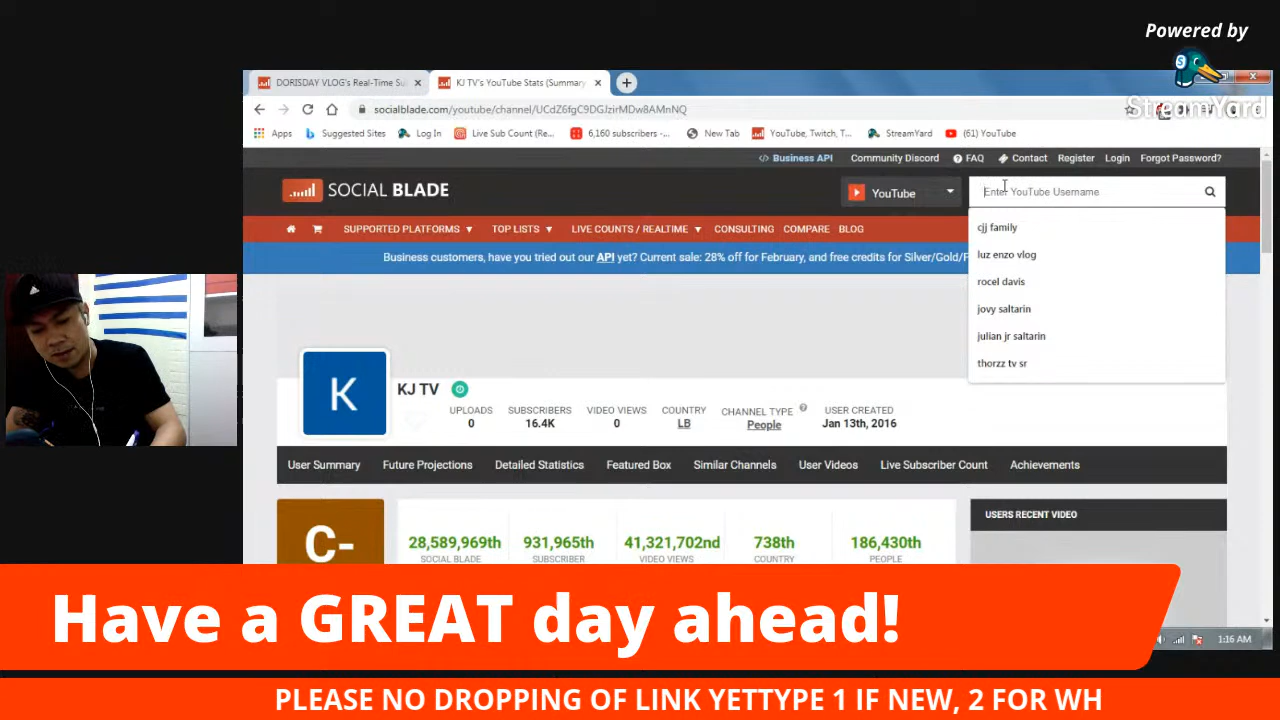 Powered by
StreamYard
DORISDAY VLOG's Real-Time Su
KJ TV's YouTube Stats (Summary
socialblade.com/youtube/channel/UCdZ6fgC9DGJzirMDw8AMnNQ
Apps
Suggested Sites
Log In
Live Sub Count (Re...
6,160 subscribers -...
New Tab
YouTube, Twitch, T...
StreamYard
(61) YouTube
Business API
Community Discord
FAQ
Contact
Register
Login
Forgot Password?
SOCIAL BLADE
YouTube
Enter YouTube Username
cjj family
luz enzo vlog
rocel davis
jovy saltarin
julian jr saltarin
thorzz tv sr
SUPPORTED PLATFORMS
TOP LISTS
LIVE COUNTS / REALTIME
CONSULTING
COMPARE
BLOG
Business customers, have you tried out our API yet? Current sale: 28% off for February, and free credits for Silver/Gold/P
K
KJ TV
UPLOADS
0
SUBSCRIBERS
16.4K
VIDEO VIEWS
0
COUNTRY
LB
CHANNEL TYPE
People
USER CREATED
Jan 13th, 2016
User Summary
Future Projections
Detailed Statistics
Featured Box
Similar Channels
User Videos
Live Subscriber Count
Achievements
C-
28,589,969th
SOCIAL BLADE
931,965th
SUBSCRIBER
41,321,702nd
VIDEO VIEWS
738th
COUNTRY
186,430th
PEOPLE
USERS RECENT VIDEO
1:16 AM
Have a GREAT day ahead!
PLEASE NO DROPPING OF LINK YETTYPE 1 IF NEW, 2 FOR WH